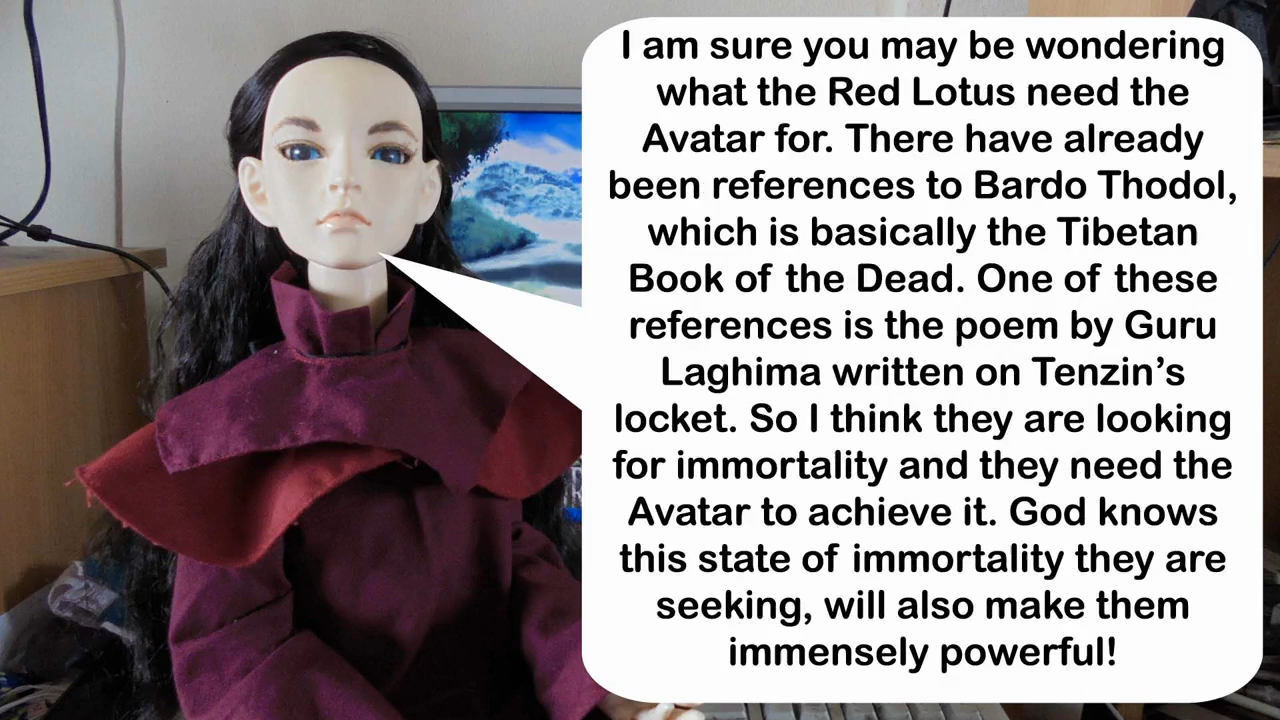 I am sure you may be wondering
what the Red Lotus need the
Avatar for. There have already
been references to Bardo Thodol,
which is basically the Tibetan
Book of the Dead. One of these
references is the poem by Guru
Laghima written on Tenzin’s
locket. So I think they are looking
for immortality and they need the
Avatar to achieve it. God knows
this state of immortality they are
seeking, will also make them
immensely powerful!